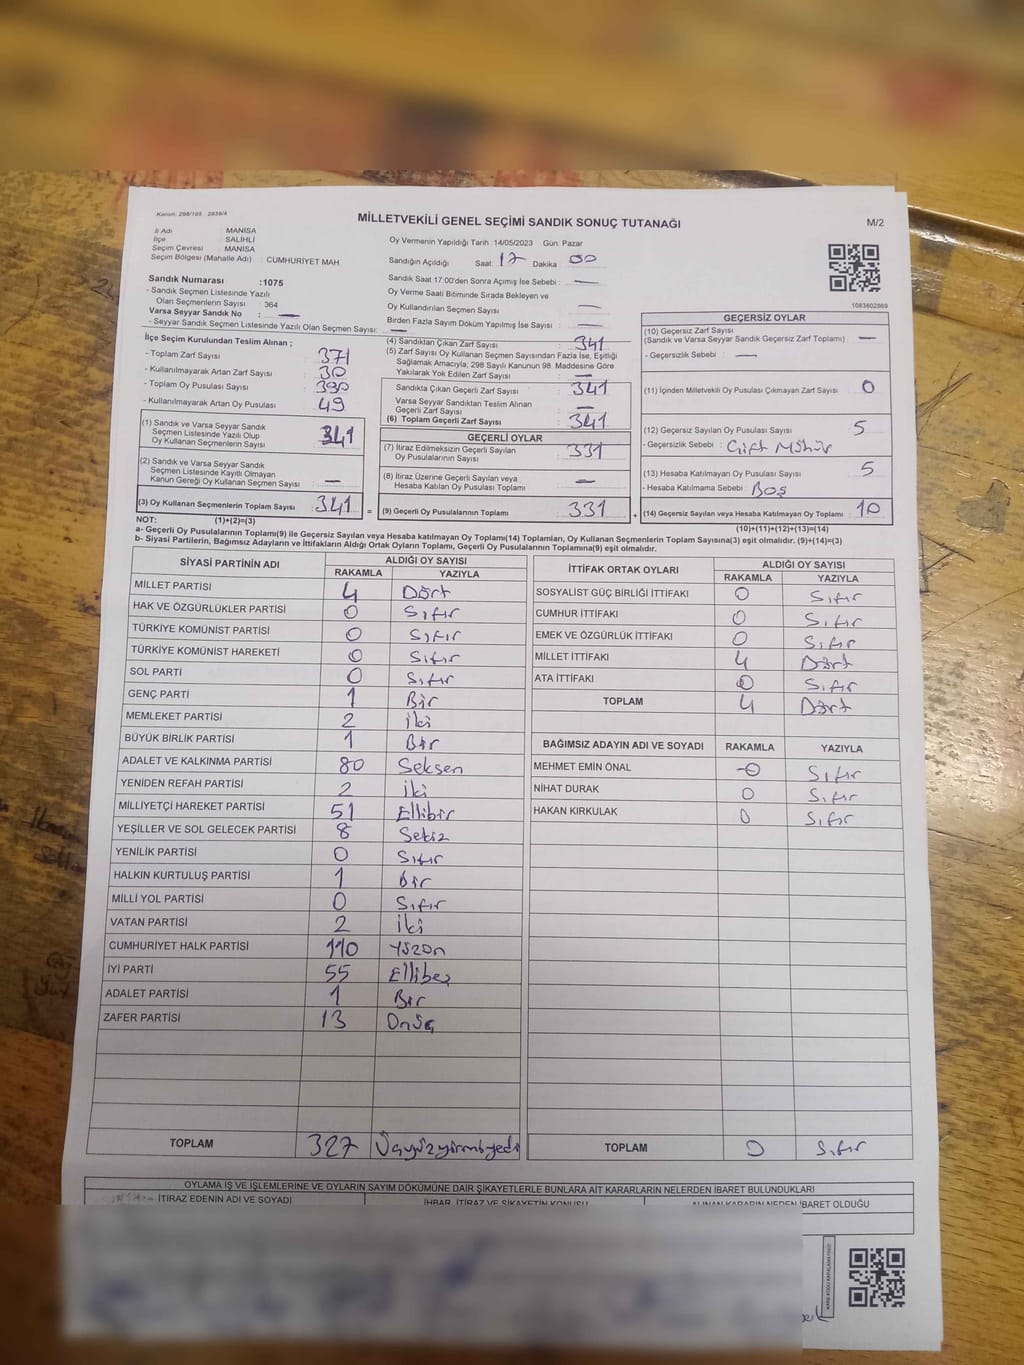 Kanun: 298/105 - 2839/4
MİLLETVEKİLİ GENEL SEÇİMİ SANDIK SONUÇ TUTANAĞI
M/2
İl Adı MANİSA
İlçe SALİHLİ
Seçim Çevresi MANİSA
Seçim Bölgesi (Mahalle Adı) : CUMHURİYET MAH.
Oy Vermenin Yapıldığı Tarih :14/05/2023 Gün: Pazar
Sandığın Açıldığı Saat: 17 Dakika: 00
Sandık Saat 17:00'den Sonra Açımış İse Sebebi : —
Oy Verme Saati Bitiminde Sırada Bekleyen ve
Oy Kullandırılan Seçmen Sayısı : —
Birden Fazla Sayım Döküm Yapılmış İse Sayısı : —
1083802869
Sandık Numarası :1075
- Sandık Seçmen Listesinde Yazılı
Olan Seçmenlerin Sayısı : 364
Varsa Seyyar Sandık No : —
- Seyyar Sandık Seçmen Listesinde Yazılı Olan Seçmen Sayısı: —
İlçe Seçim Kurulundan Teslim Alınan ;
- Toplam Zarf Sayısı : 371
- Kullanılmayarak Artan Zarf Sayısı : 30
- Toplam Oy Pusulası Sayısı : 390
- Kullanılmayarak Artan Oy Pusulası : 49
(1) Sandık ve Varsa Seyyar Sandık
Seçmen Listesinde Yazılı Olup
Oy Kullanan Seçmenlerin Sayısı : 341
(2) Sandık ve Varsa Seyyar Sandık
Seçmen Listesinde Kayıtlı Olmayan
Kanun Gereği Oy Kullanan Seçmen Sayısı : —
(3) Oy Kullanan Seçmenlerin Toplam Sayısı : 341 =
(4) Sandıktan Çıkan Zarf Sayısı : 341
(5) Zarf Sayısı Oy Kullanan Seçmen Sayısından Fazla İse, Eşitliği
Sağlamak Amacıyla, 298 Sayılı Kanunun 98. Maddesine Göre
Yakılarak Yok Edilen Zarf Sayısı : —
Sandıkta Çıkan Geçerli Zarf Sayısı : 341
Varsa Seyyar Sandıktan Teslim Alınan
Geçerli Zarf Sayısı : —
(6) Toplam Geçerli Zarf Sayısı : 341
GEÇERLİ OYLAR
(7) İtiraz Edilmeksizin Geçerli Sayılan
Oy Pusulalarının Sayısı : 331
(8) İtiraz Üzerine Geçerli Sayılan veya
Hesaba Katılan Oy Pusulası Toplamı : —
(9) Geçerli Oy Pusulalarının Toplamı : 331 +
GEÇERSİZ OYLAR
(10) Geçersiz Zarf Sayısı
(Sandık ve Varsa Seyyar Sandık Geçersiz Zarf Toplamı) : —
- Geçersizlik Sebebi : —
(11) İçinden Milletvekili Oy Pusulası Çıkmayan Zarf Sayısı : 0
(12) Geçersiz Sayılan Oy Pusulası Sayısı : 5
- Geçersizlik Sebebi : Çift Mühür
(13) Hesaba Katılmayan Oy Pusulası Sayısı : 5
- Hesaba Katılmama Sebebi : Boş
(14) Geçersiz Sayılan veya Hesaba Katılmayan Oy Toplamı : 10
NOT: (1)+(2)=(3)
(10)+(11)+(12)+(13)=(14)
a- Geçerli Oy Pusulalarının Toplamı(9) ile Geçersiz Sayılan veya Hesaba katılmayan Oy Toplamı(14) Toplamları, Oy Kullanan Seçmenlerin Toplam Sayısına(3) eşit olmalıdır. (9)+(14)=(3)
b- Siyasi Partilerin, Bağımsız Adayların ve İttifakların Aldığı Ortak Oyların Toplamı, Geçerli Oy Pusulalarının Toplamına(9) eşit olmalıdır.
SİYASİ PARTİNİN ADI ALDIĞI OY SAYISI
RAKAMLA YAZIYLA
MİLLET PARTİSİ 4 Dört
HAK VE ÖZGÜRLÜKLER PARTİSİ 0 Sıfır
TÜRKİYE KOMÜNİST PARTİSİ 0 Sıfır
TÜRKİYE KOMÜNİST HAREKETİ 0 Sıfır
SOL PARTİ 0 Sıfır
GENÇ PARTİ 1 Bir
MEMLEKET PARTİSİ 2 İki
BÜYÜK BİRLİK PARTİSİ 1 Bir
ADALET VE KALKINMA PARTİSİ 80 Seksen
YENİDEN REFAH PARTİSİ 2 İki
MİLLİYETÇİ HAREKET PARTİSİ 51 Ellibir
YEŞİLLER VE SOL GELECEK PARTİSİ 8 Sekiz
YENİLİK PARTİSİ 0 Sıfır
HALKIN KURTULUŞ PARTİSİ 1 Bir
MİLLİ YOL PARTİSİ 0 Sıfır
VATAN PARTİSİ 2 İki
CUMHURİYET HALK PARTİSİ 110 Yüzon
İYİ PARTİ 55 Ellibeş
ADALET PARTİSİ 1 Bir
ZAFER PARTİSİ 13 Onüç
TOPLAM 327 Üçyüzyirmiyedi
İTTİFAK ORTAK OYLARI ALDIĞI OY SAYISI
RAKAMLA YAZIYLA
SOSYALİST GÜÇ BİRLİĞİ İTTİFAKI 0 Sıfır
CUMHUR İTTİFAKI 0 Sıfır
EMEK VE ÖZGÜRLÜK İTTİFAKI 0 Sıfır
MİLLET İTTİFAKI 4 Dört
ATA İTTİFAKI 0 Sıfır
TOPLAM 4 Dört
BAĞIMSIZ ADAYIN ADI VE SOYADI RAKAMLA YAZIYLA
MEHMET EMİN ÖNAL 0 Sıfır
NİHAT DURAK 0 Sıfır
HAKAN KIRKULAK 0 Sıfır
TOPLAM 0 Sıfır
OYLAMA İŞ VE İŞLEMLERİNE VE OYLARIN SAYIM DÖKÜMÜNE DAİR ŞİKAYETLERLE BUNLARA AİT KARARLARIN NELERDEN İBARET BULUNDUKLARI
İTİRAZ EDENİN ADI VE SOYADI
İHBAR, İTİRAZ VE ŞİKAYETİN KONUSU
ALINAN KARARIN NEDEN İBARET OLDUĞU